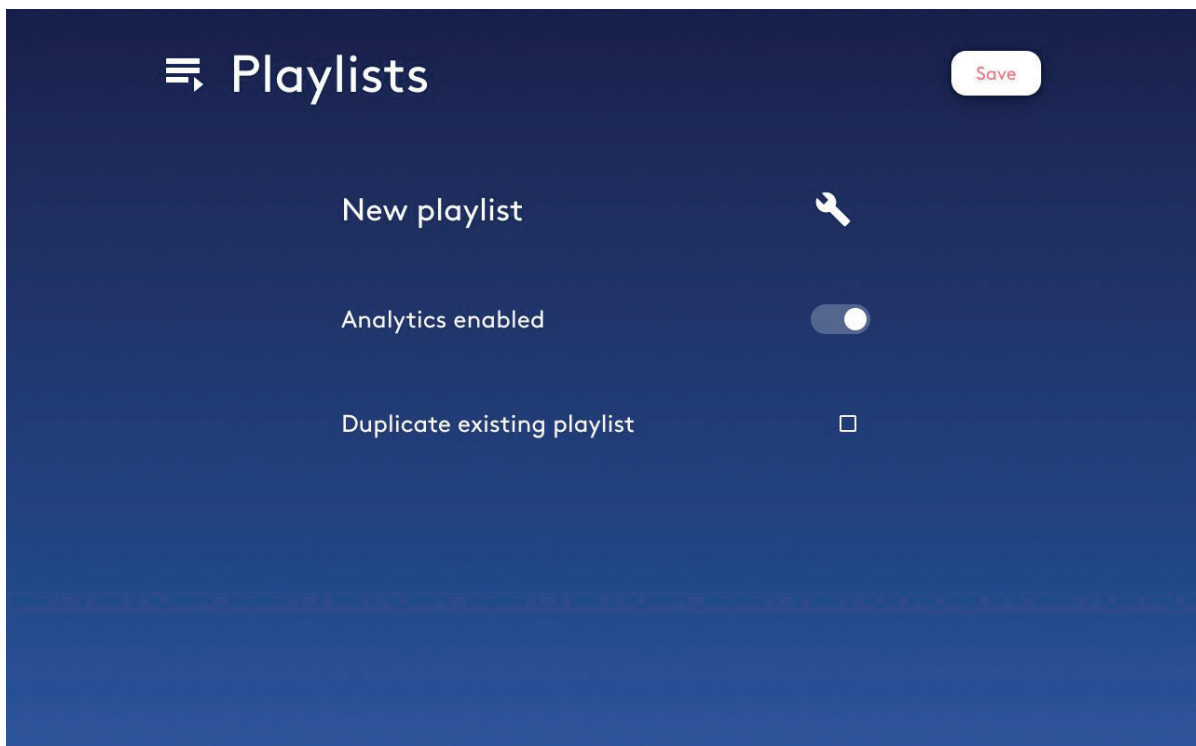 Playlists
Save
New playlist
Analytics enabled
Duplicate existing playlist